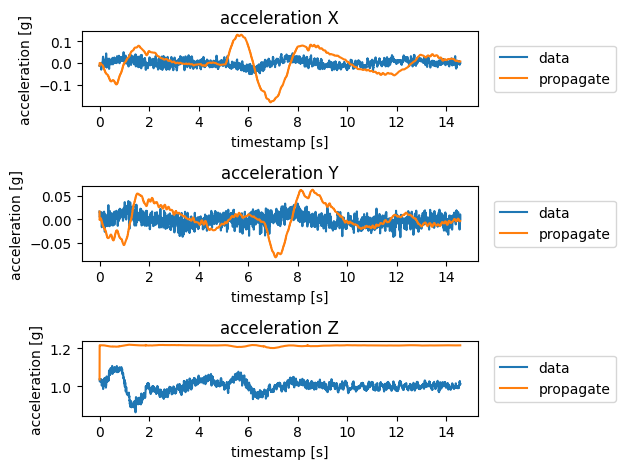 acceleration X
acceleration [g]
0.1
0.0
−0.1
0 2 4 6 8 10 12 14
timestamp [s]
data
propagate
acceleration Y
acceleration [g]
0.05
0.00
−0.05
0 2 4 6 8 10 12 14
timestamp [s]
data
propagate
acceleration Z
acceleration [g]
1.2
1.0
0 2 4 6 8 10 12 14
timestamp [s]
data
propagate